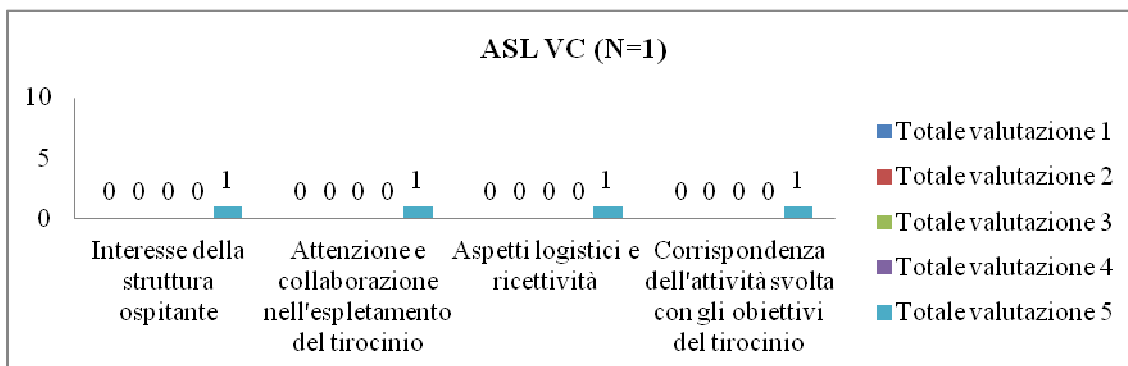 ASL VC (N=1)
10
5
0
0 0 0 0 1
0 0 0 0 1
0 0 0 0 1
0 0 0 0 1
Interesse della
struttura
ospitante
Attenzione e
collaborazione
nell'espletamento
del tirocinio
Aspetti logistici e
ricettività
Corrispondenza
dell'attività svolta
con gli obiettivi
del tirocinio
Totale valutazione 1
Totale valutazione 2
Totale valutazione 3
Totale valutazione 4
Totale valutazione 5